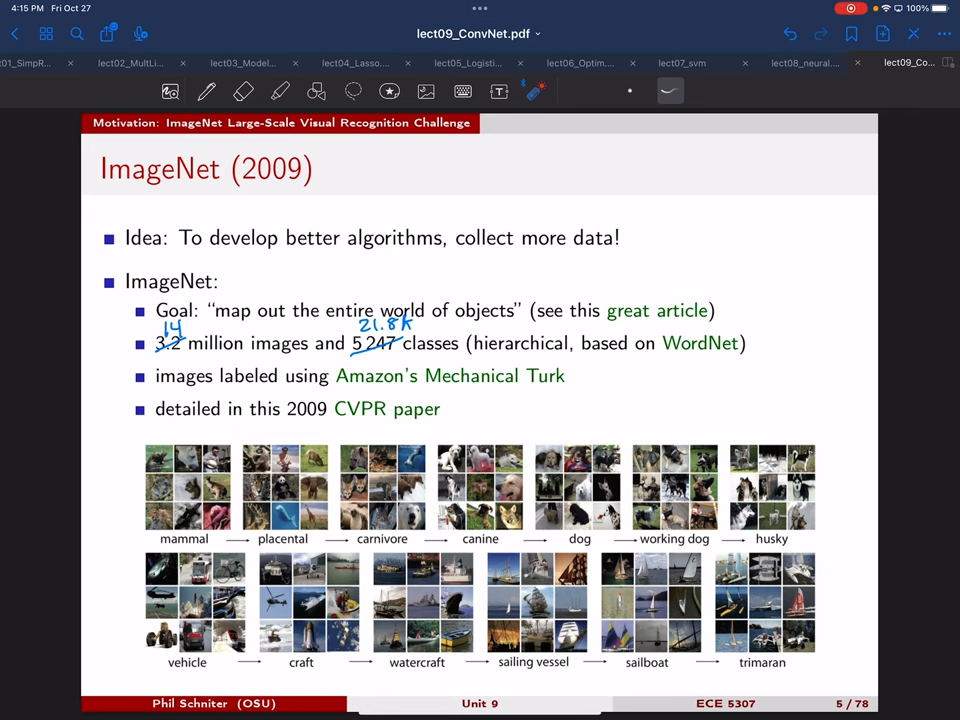 4:15 PM Fri Oct 27
100%
lect09_ConvNet.pdf
01_SimpR... lect02_MultLi... lect03_Model... lect04_Lasso... lect05_Logisti... lect06_Optim... lect07_svm lect08_neural... lect09_Co...
Motivation: ImageNet Large-Scale Visual Recognition Challenge
ImageNet (2009)
Idea: To develop better algorithms, collect more data!
ImageNet:
Goal: “map out the entire world of objects” (see this great article)
14 21.8k
3.2 million images and 5 247 classes (hierarchical, based on WordNet)
images labeled using Amazon's Mechanical Turk
detailed in this 2009 CVPR paper
mammal → placental → carnivore → canine → dog → working dog → husky
vehicle → craft → watercraft → sailing vessel → sailboat → trimaran
Phil Schniter (OSU) Unit 9 ECE 5307 5 / 78